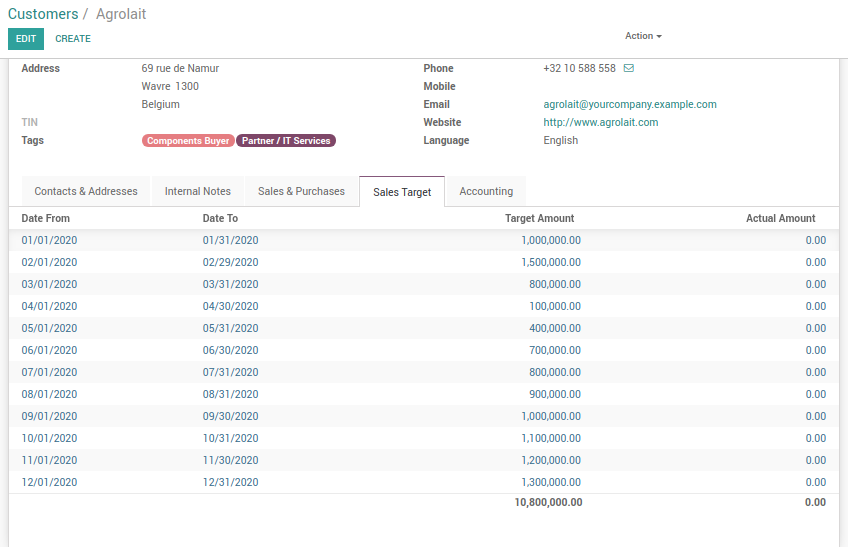 Customers / Agrolait
EDIT CREATE Action
Address 69 rue de Namur Phone +32 10 588 558
Wavre 1300 Mobile
Belgium Email agrolait@yourcompany.example.com
TIN Website http://www.agrolait.com
Tags Components Buyer Partner / IT Services Language English
Contacts & Addresses Internal Notes Sales & Purchases Sales Target Accounting
Date From Date To Target Amount Actual Amount
01/01/2020 01/31/2020 1,000,000.00 0.00
02/01/2020 02/29/2020 1,500,000.00 0.00
03/01/2020 03/31/2020 800,000.00 0.00
04/01/2020 04/30/2020 100,000.00 0.00
05/01/2020 05/31/2020 400,000.00 0.00
06/01/2020 06/30/2020 700,000.00 0.00
07/01/2020 07/31/2020 800,000.00 0.00
08/01/2020 08/31/2020 900,000.00 0.00
09/01/2020 09/30/2020 1,000,000.00 0.00
10/01/2020 10/31/2020 1,100,000.00 0.00
11/01/2020 11/30/2020 1,200,000.00 0.00
12/01/2020 12/31/2020 1,300,000.00 0.00
10,800,000.00 0.00